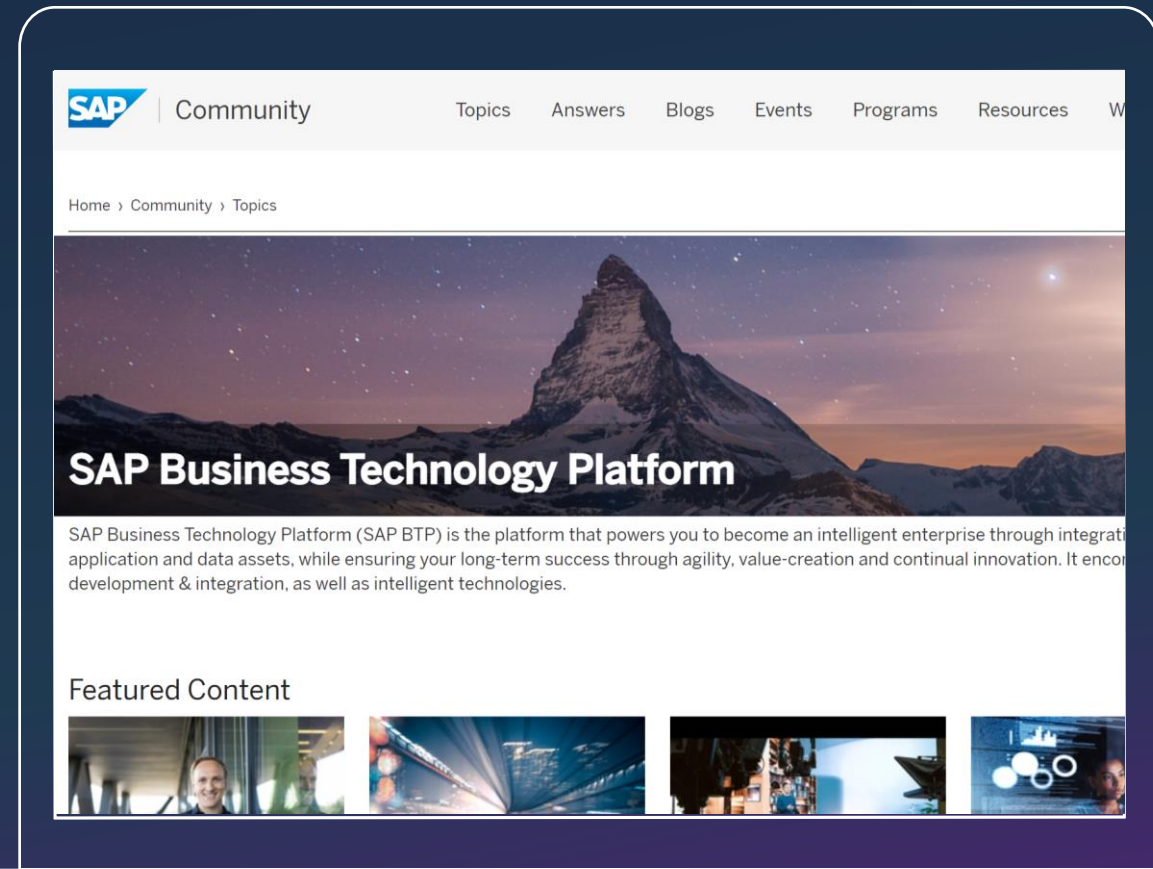 SAP Community Topics Answers Blogs Events Programs Resources W
Home › Community › Topics
SAP Business Technology Platform
SAP Business Technology Platform (SAP BTP) is the platform that powers you to become an intelligent enterprise through integrati
application and data assets, while ensuring your long-term success through agility, value-creation and continual innovation. It encor
development & integration, as well as intelligent technologies.
Featured Content